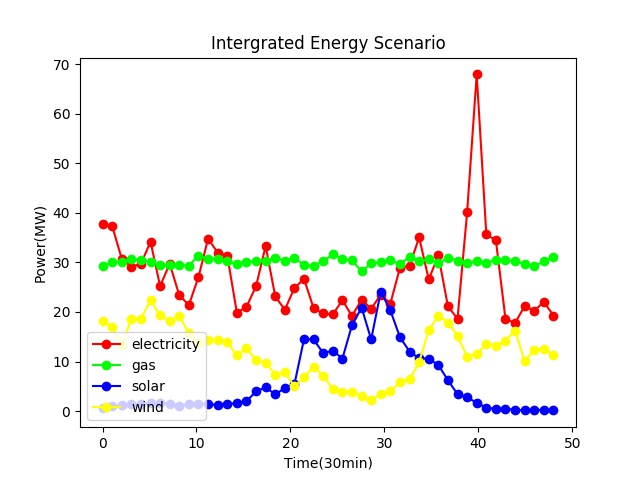 Intergrated Energy Scenario
Power(MW)
70
60
50
40
30
20
10
0
electricity
gas
solar
wind
0 10 20 30 40 50
Time(30min)